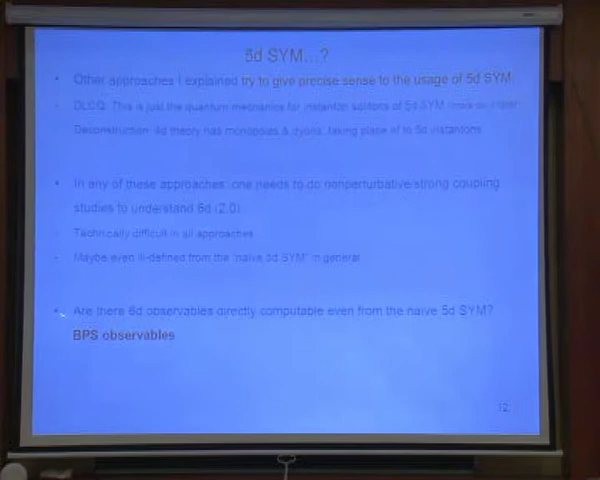 5d SYM…?
• Other approaches I explained try to give precise sense to the usage of 5d SYM
- DLCQ: This is just the quantum mechanics for instanton solitons of 5d SYM
- Deconstruction: 4d theory has monopoles & dyons, taking place of to 5d instantons
• In any of these approaches, one needs to do nonperturbative/strong coupling
studies to understand 6d (2,0)
- Technically difficult in all approaches
- Maybe even ill-defined from the "naive 5d SYM" in general
• Are there 6d observables directly computable even from the naive 5d SYM?
BPS observables
12